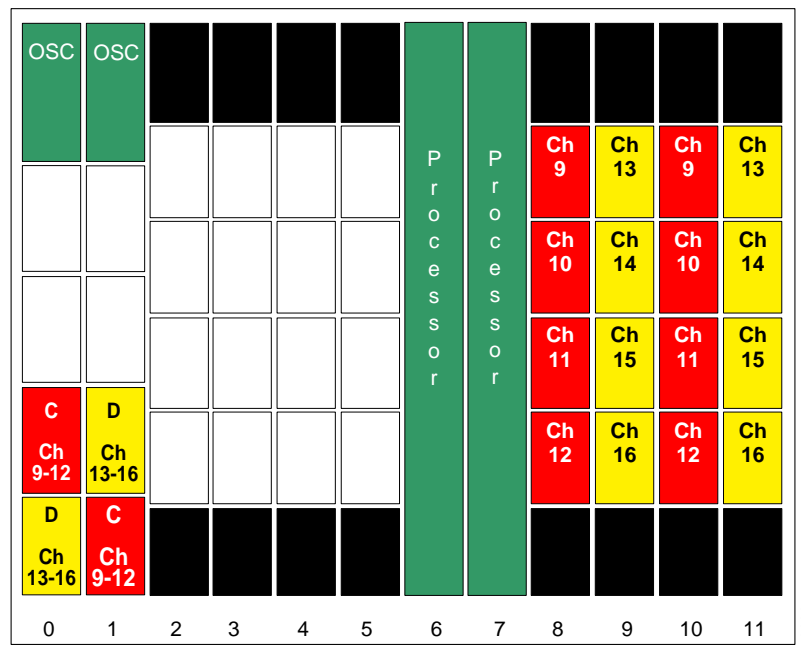 OSC OSC
P P
r r
o o
c c
e e
s s
s s
o o
r r
Ch Ch Ch Ch
9 13 9 13
Ch Ch Ch Ch
10 14 10 14
Ch Ch Ch Ch
11 15 11 15
Ch Ch Ch Ch
12 16 12 16
C D
Ch Ch
9-12 13-16
D C
Ch Ch
13-16 9-12
0 1 2 3 4 5 6 7 8 9 10 11